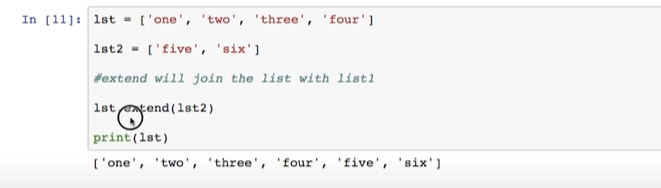 In [11]: lst = ['one', 'two', 'three', 'four']
lst2 = ['five', 'six']
#extend will join the list with list1
lst.extend(lst2)
print(lst)
['one', 'two', 'three', 'four', 'five', 'six']